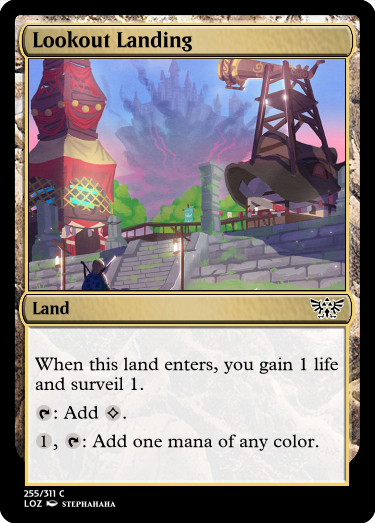 Lookout Landing
Land
When this land enters, you gain 1 life
and surveil 1.
: Add .
1, : Add one mana of any color.
255/311 C
LOZ STEPHAHAHA